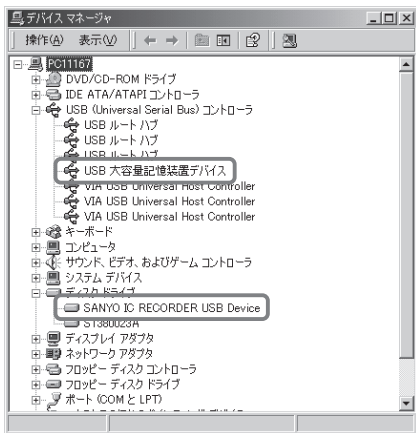 デバイス マネージャ
操作(A) 表示(V)
PC11167
DVD/CD-ROM ドライブ
IDE ATA/ATAPI コントローラ
USB (Universal Serial Bus) コントローラ
USB ルート ハブ
USB ルート ハブ
USB ルート ハブ
USB 大容量記憶装置デバイス
VIA USB Universal Host Controller
VIA USB Universal Host Controller
VIA USB Universal Host Controller
キーボード
コンピュータ
サウンド、ビデオ、およびゲーム コントローラ
システム デバイス
ディスク ドライブ
SANYO IC RECORDER USB Device
ST380023A
ディスプレイ アダプタ
ネットワーク アダプタ
フロッピー ディスク コントローラ
フロッピー ディスク ドライブ
ポート (COM と LPT)